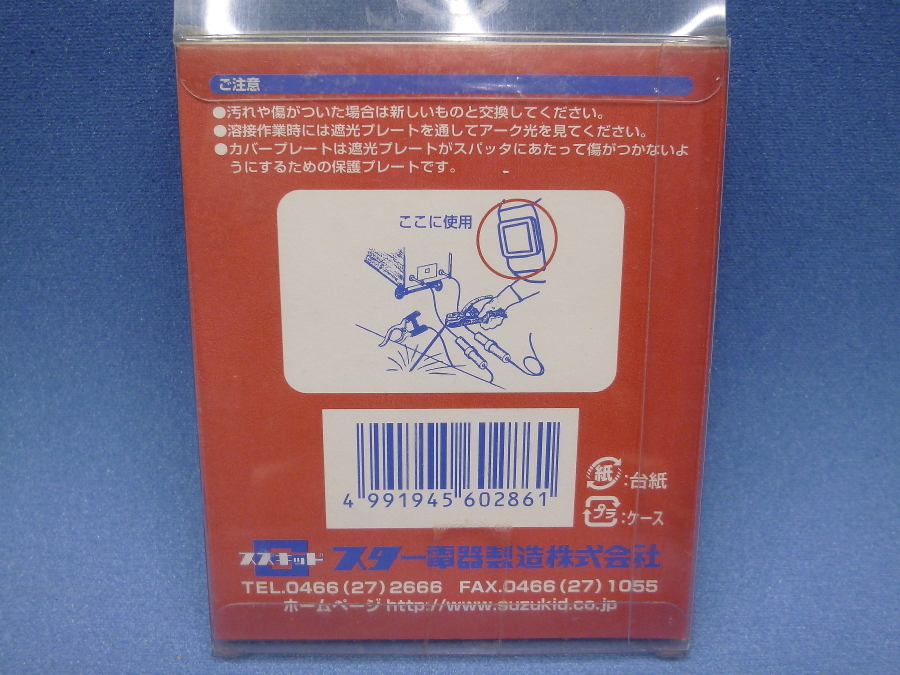 ご注意
●汚れや傷がついた場合は新しいものと交換してください。
●溶接作業時には遮光プレートを通してアーク光を見てください。
●カバープレートは遮光プレートがスパッタにあたって傷がつかないよ
うにするための保護プレートです。
ここに使用
4 991945 602861
紙:台紙
プラ:ケース
スズキッド スター電器製造株式会社
TEL.0466(27)2666 FAX.0466(27)1055
ホームページ http://www.suzukid.co.jp